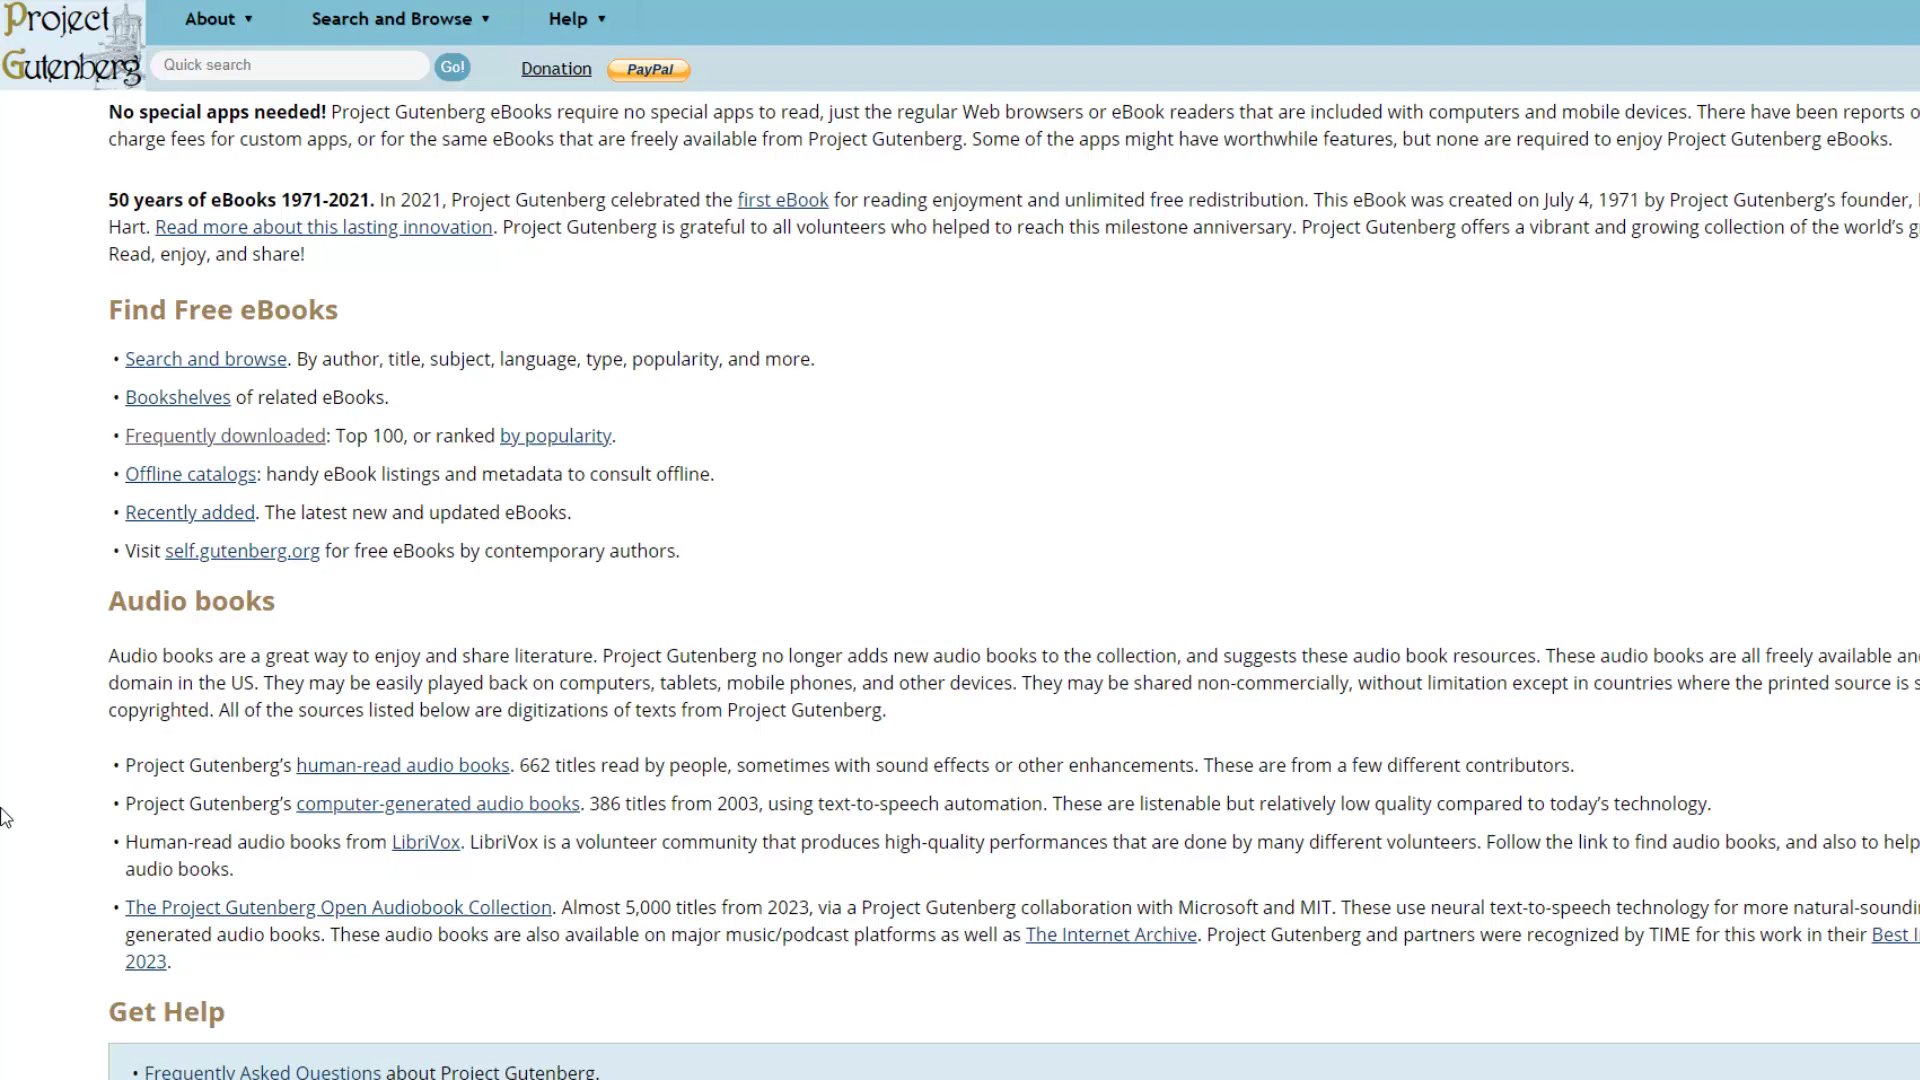 Project
Gutenberg
About ▼ Search and Browse ▼ Help ▼
Quick search Go! Donation PayPal
No special apps needed! Project Gutenberg eBooks require no special apps to read, just the regular Web browsers or eBook readers that are included with computers and mobile devices. There have been reports o
charge fees for custom apps, or for the same eBooks that are freely available from Project Gutenberg. Some of the apps might have worthwhile features, but none are required to enjoy Project Gutenberg eBooks.
50 years of eBooks 1971-2021. In 2021, Project Gutenberg celebrated the first eBook for reading enjoyment and unlimited free redistribution. This eBook was created on July 4, 1971 by Project Gutenberg’s founder,
Hart. Read more about this lasting innovation. Project Gutenberg is grateful to all volunteers who helped to reach this milestone anniversary. Project Gutenberg offers a vibrant and growing collection of the world’s g
Read, enjoy, and share!
Find Free eBooks
• Search and browse. By author, title, subject, language, type, popularity, and more.
• Bookshelves of related eBooks.
• Frequently downloaded: Top 100, or ranked by popularity.
• Offline catalogs: handy eBook listings and metadata to consult offline.
• Recently added. The latest new and updated eBooks.
• Visit self.gutenberg.org for free eBooks by contemporary authors.
Audio books
Audio books are a great way to enjoy and share literature. Project Gutenberg no longer adds new audio books to the collection, and suggests these audio book resources. These audio books are all freely available an
domain in the US. They may be easily played back on computers, tablets, mobile phones, and other devices. They may be shared non-commercially, without limitation except in countries where the printed source is s
copyrighted. All of the sources listed below are digitizations of texts from Project Gutenberg.
• Project Gutenberg’s human-read audio books. 662 titles read by people, sometimes with sound effects or other enhancements. These are from a few different contributors.
• Project Gutenberg’s computer-generated audio books. 386 titles from 2003, using text-to-speech automation. These are listenable but relatively low quality compared to today’s technology.
• Human-read audio books from LibriVox. LibriVox is a volunteer community that produces high-quality performances that are done by many different volunteers. Follow the link to find audio books, and also to help
audio books.
• The Project Gutenberg Open Audiobook Collection. Almost 5,000 titles from 2023, via a Project Gutenberg collaboration with Microsoft and MIT. These use neural text-to-speech technology for more natural-soundi
generated audio books. These audio books are also available on major music/podcast platforms as well as The Internet Archive. Project Gutenberg and partners were recognized by TIME for this work in their Best I
2023.
Get Help
• Frequently Asked Questions about Project Gutenberg.